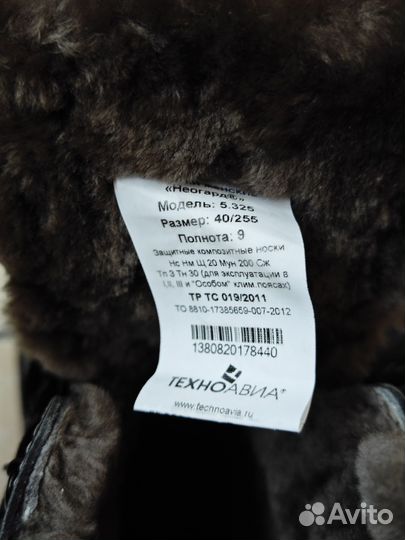 «Неогард®»
Модель: 5.325
Размер: 40/255
Полнота: 9
Защитные композитные носки
Нс Нм Щ 20 Мун 200 Сж
Тп З Тн 30 (для эксплуатации в
I,II, III и "Особом" клим.поясах)
ТР ТС 019/2011
ТО 8810-17385659-007-2012
1380820178440
ТЕХНОАВИА®
www.technoavia.ru
Avito